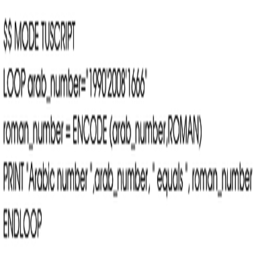 $$ MODE TUSCRIPT
LOOP arab_number="1990'2008'1666"
roman_number = ENCODE (arab_number,ROMAN)
PRINT "Arabic number ",arab_number, " equals ", roman_number
ENDLOOP